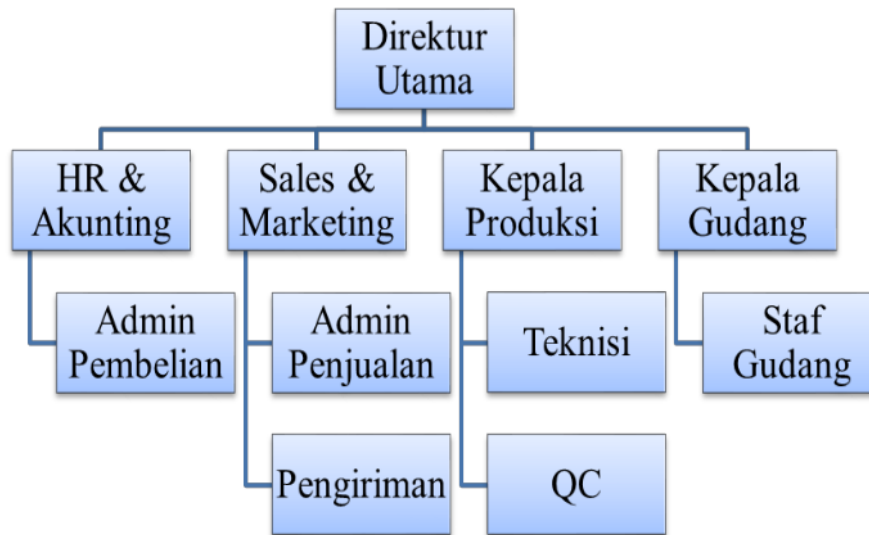 Direktur
Utama
HR &
Akunting
Sales &
Marketing
Kepala
Produksi
Kepala
Gudang
Admin
Pembelian
Admin
Penjualan
Teknisi
Staf
Gudang
Pengiriman
QC